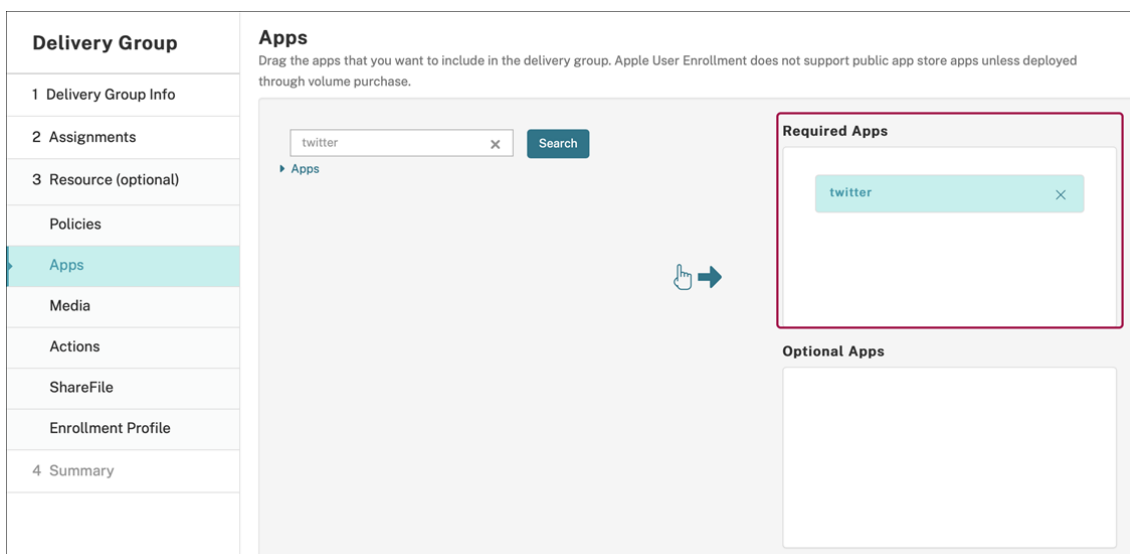 Delivery Group
1 Delivery Group Info
2 Assignments
3 Resource (optional)
Policies
Apps
Media
Actions
ShareFile
Enrollment Profile
4 Summary
Apps
Drag the apps that you want to include in the delivery group. Apple User Enrollment does not support public app store apps unless deployed
through volume purchase.
twitter
Search
Apps
Required Apps
twitter
Optional Apps